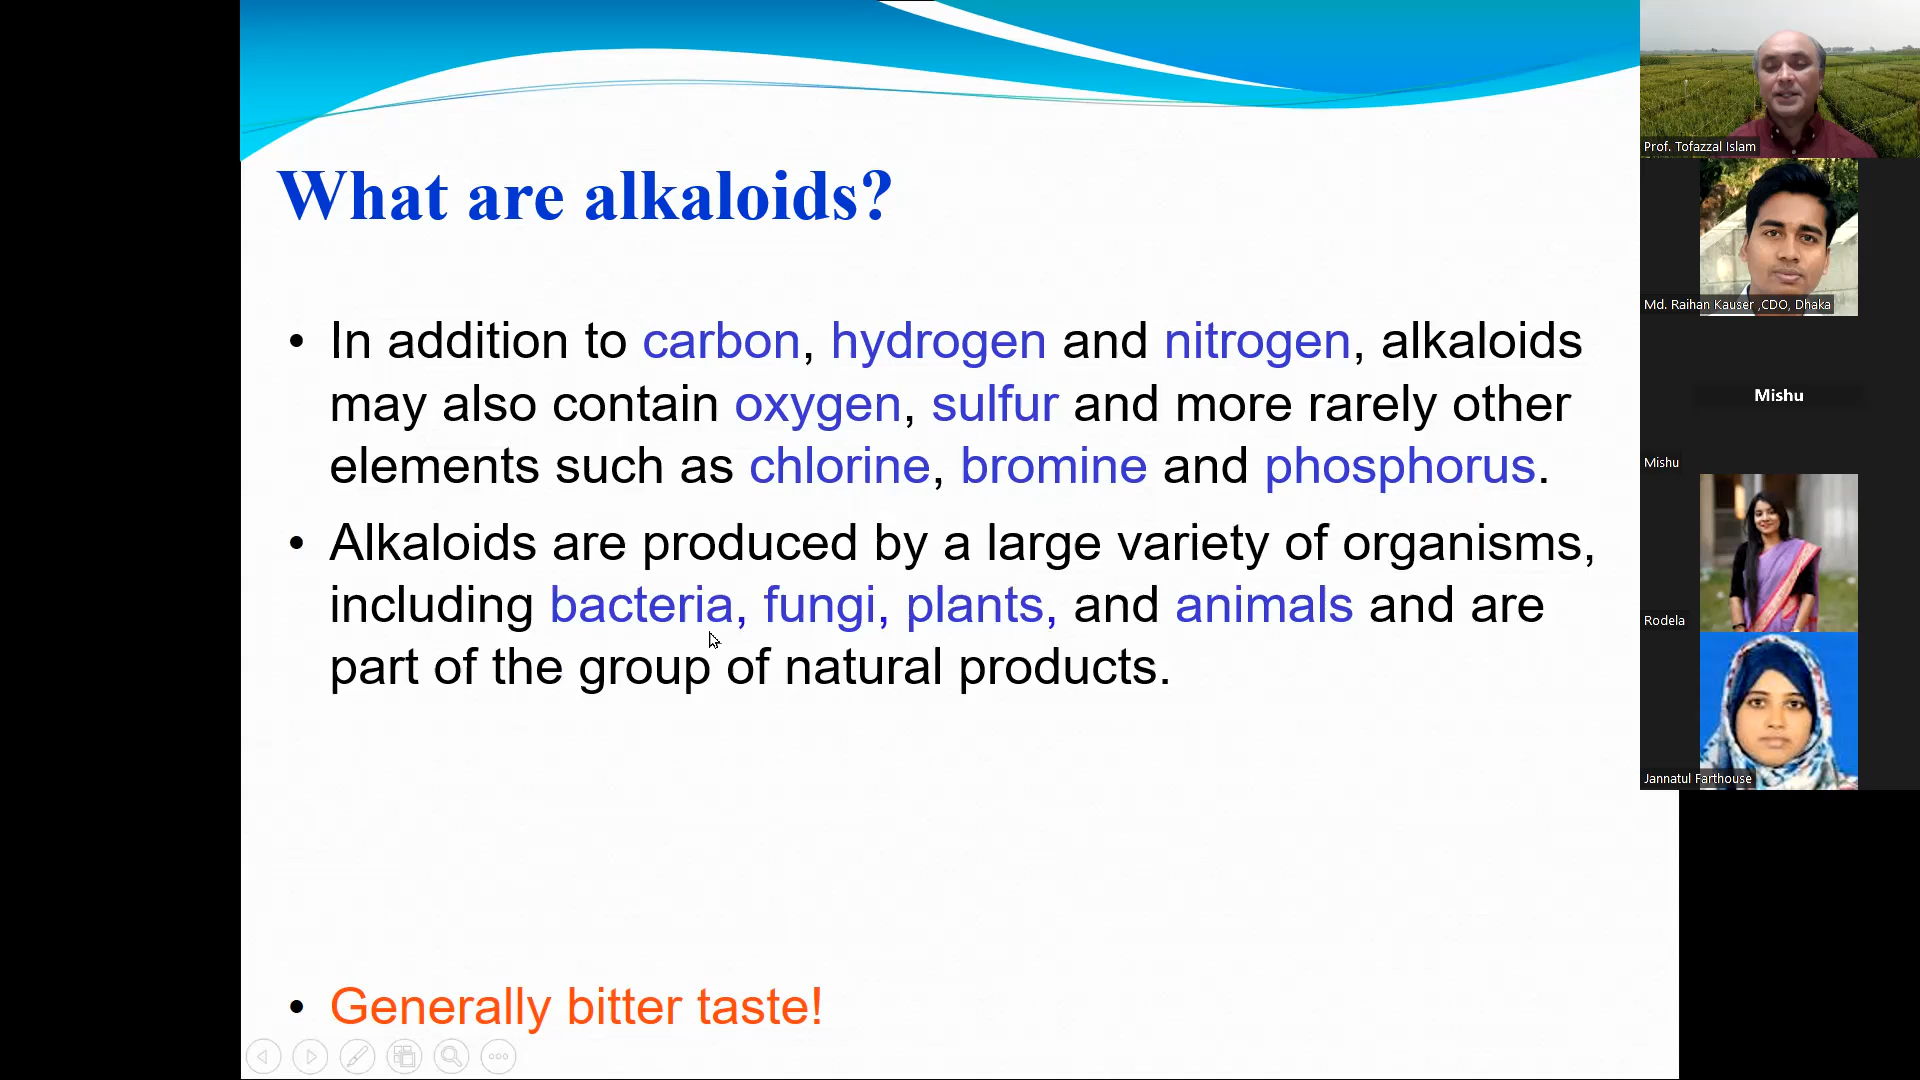 What are alkaloids?
• In addition to carbon, hydrogen and nitrogen, alkaloids
may also contain oxygen, sulfur and more rarely other
elements such as chlorine, bromine and phosphorus.
• Alkaloids are produced by a large variety of organisms,
including bacteria, fungi, plants, and animals and are
part of the group of natural products.
• Generally bitter taste!
Prof. Tofazzal Islam
Md. Raihan Kauser ,CDO, Dhaka
Mishu
Mishu
Rodela
Jannatul Farthouse